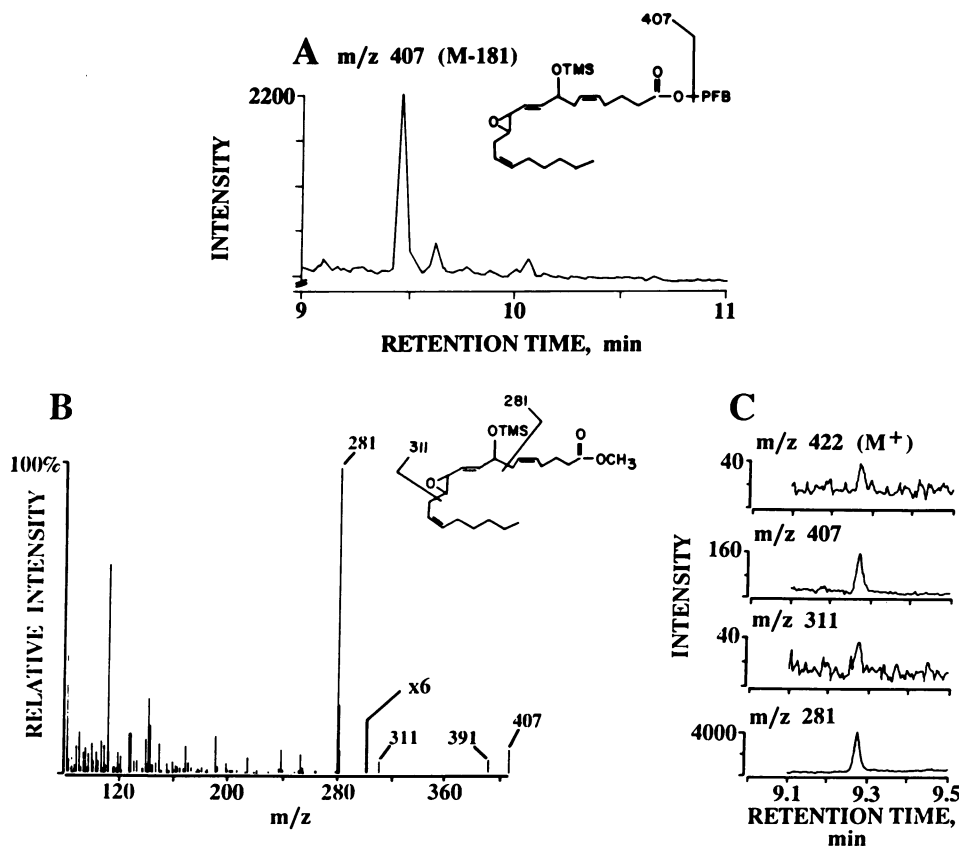 A m/z 407 (M-181)
407
OTMS
O
O
PFB
O
2200
INTENSITY
9 10 11
RETENTION TIME, min
B
100%
RELATIVE INTENSITY
281
281
OTMS
O
OCH3
311
O
x6
311
391
407
120 200 280 360
m/z
C
m/z 422 (M+)
40
m/z 407
160
m/z 311
40
m/z 281
4000
INTENSITY
9.1 9.3 9.5
RETENTION TIME,
min